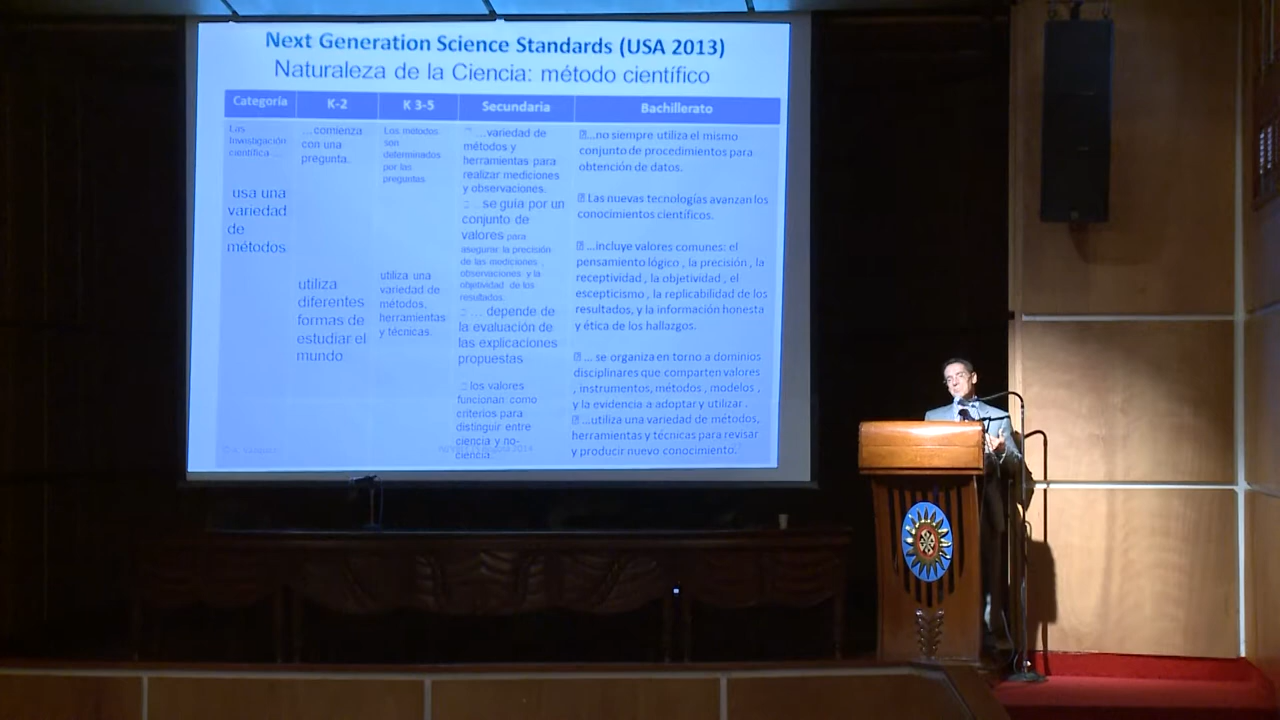 Next Generation Science Standards (USA 2013)
Naturaleza de la Ciencia: método científico
Categoría
K-2
K 3-5
Secundaria
Bachillerato
Las
Investigación
científica ...
usa una
variedad
de
métodos
...comienza
con una
pregunta.
utiliza
diferentes
formas de
estudiar el
mundo
Los métodos
son
determinados
por las
preguntas.
utiliza una
variedad de
métodos,
herramientas
y técnicas.
...variedad de
métodos y
herramientas para
realizar mediciones
y observaciones.
...se guía por un
conjunto de
valores para
asegurar: la precisión
de las mediciones ,
observaciones y la
objetividad de los
resultados.
... depende de
la evaluación de
las explicaciones
propuestas
los valores
funcionan: como
criterios para
distinguir entre
ciencia y no-
ciencia.
...no siempre utiliza el mismo
conjunto de procedimientos para
obtención de datos.
Las nuevas tecnologías avanzan los
conocimientos científicos.
...incluye valores comunes: el
pensamiento lógico , la precisión , la
receptividad , la objetividad , el
escepticismo , la replicabilidad de los
resultados, y la información honesta
y ética de los hallazgos.
... se organiza en torno a dominios
disciplinares que comparten valores
, instrumentos, métodos , modelos ,
y la evidencia a adoptar y utilizar .
...utiliza una variedad de métodos,
herramientas y técnicas para revisar
y producir nuevo conocimiento.